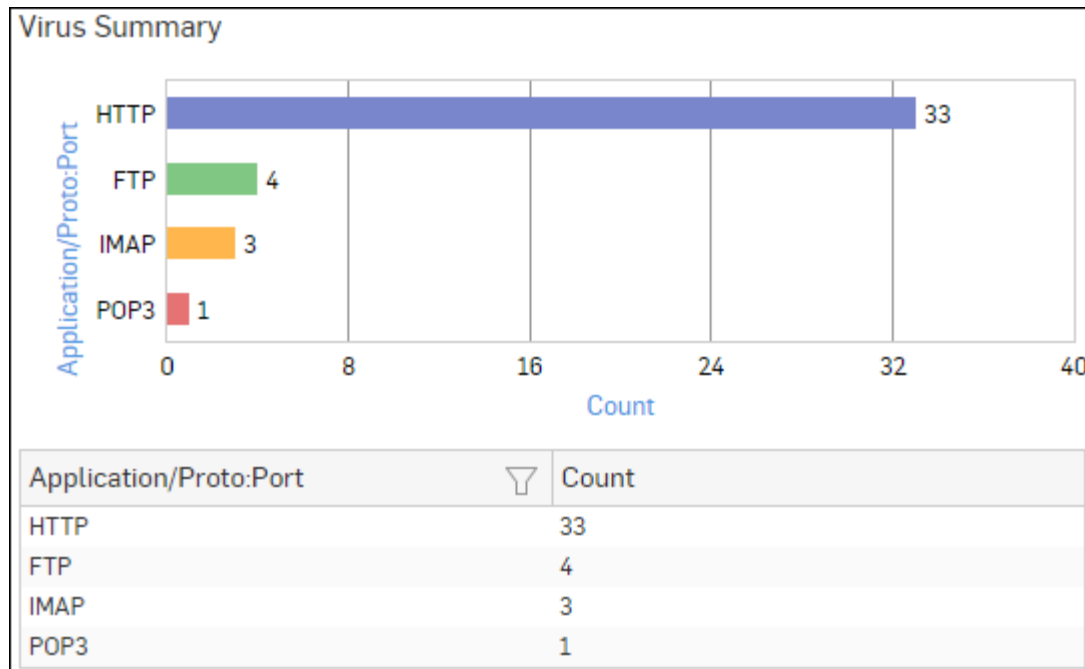 Virus Summary
Application/Proto:Port
HTTP 33
FTP 4
IMAP 3
POP3 1
0 8 16 24 32 40
Count
Application/Proto:Port Count
HTTP 33
FTP 4
IMAP 3
POP3 1